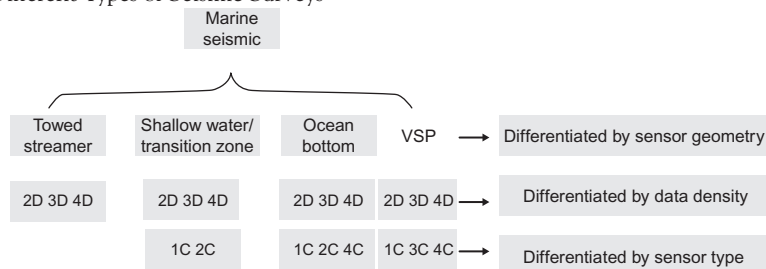 Different Types of Seismic Surveys
Marine
seismic
Towed
streamer
Shallow water/
transition zone
Ocean
bottom
VSP
Differentiated by sensor geometry
2D 3D 4D
2D 3D 4D
2D 3D 4D
2D 3D 4D
Differentiated by data density
1C 2C
1C 2C 4C
1C 3C 4C
Differentiated by sensor type